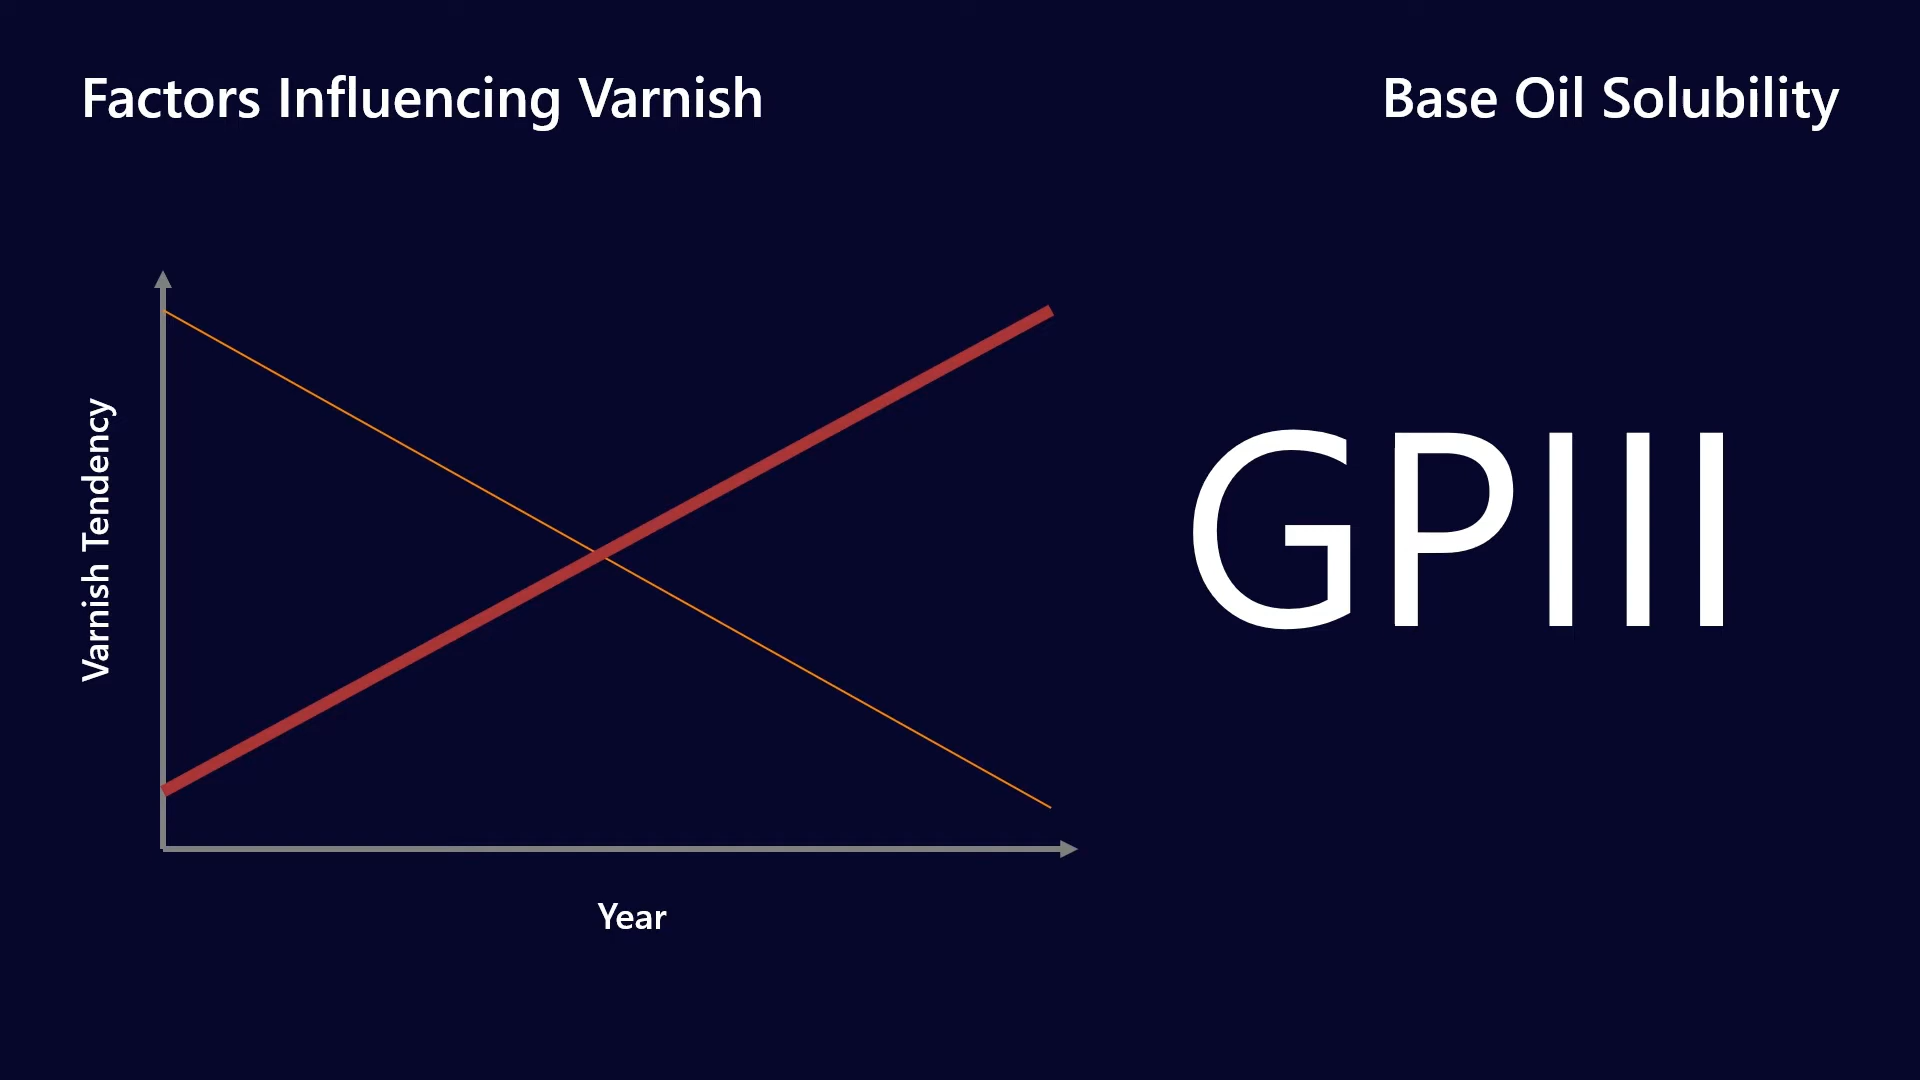 Factors Influencing Varnish
Base Oil Solubility
Varnish Tendency
GPIII
Year